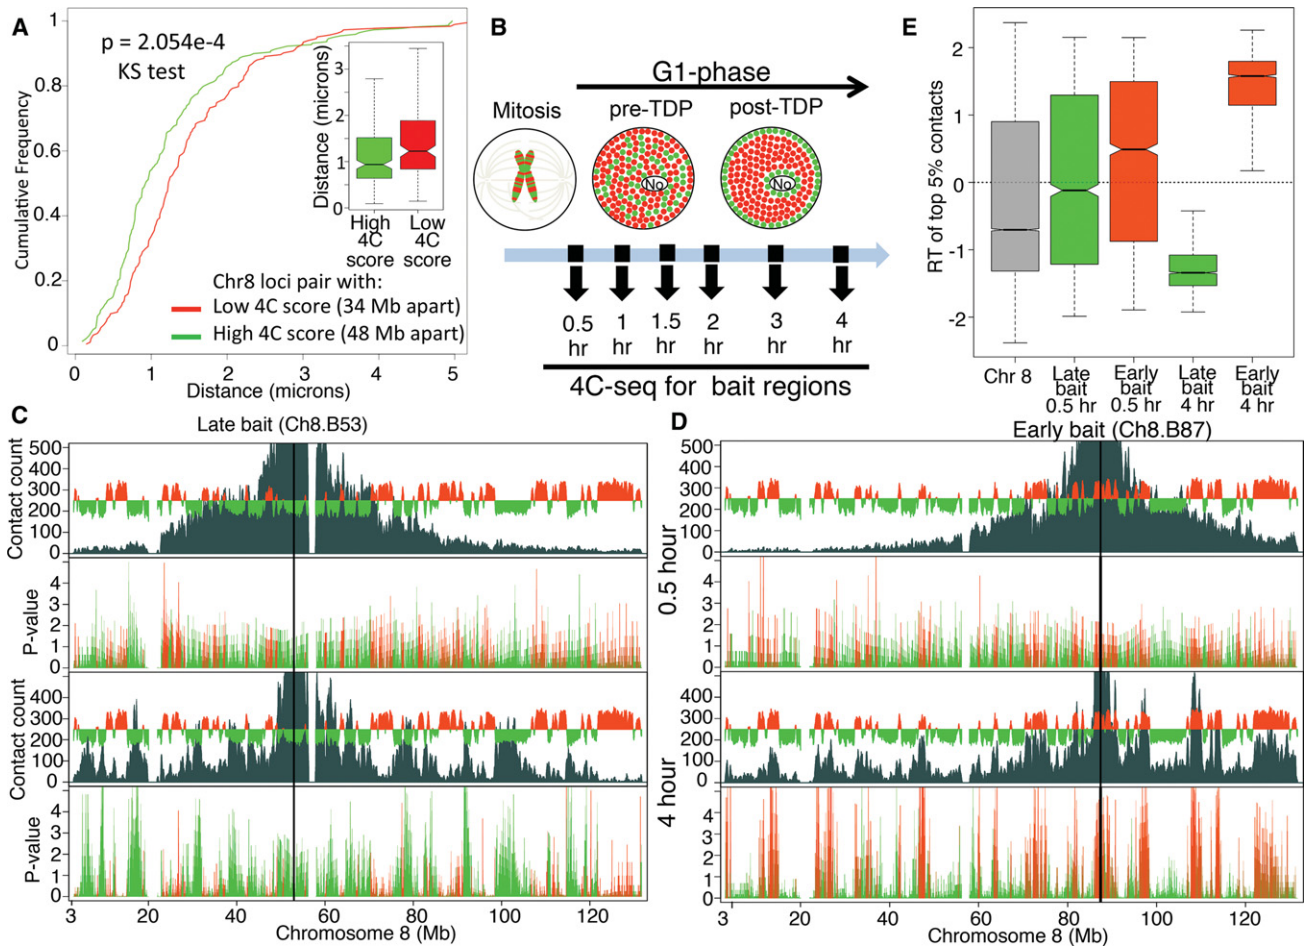 A
p = 2.054e-4
KS test
Cumulative Frequency
1
0.8
0.6
0.4
0.2
0
0
1
2
3
4
5
Distance (microns)
Distance (microns)
3
2
1
0
High
4C
score
Low
4C
score
Chr8 loci pair with:
Low 4C score (34 Mb apart)
High 4C score (48 Mb apart)
B
G1-phase
Mitosis
pre-TDP
post-TDP
No
No
0.5
hr
1
hr
1.5
hr
2
hr
3
hr
4
hr
4C-seq for bait regions
E
RT of top 5% contacts
2
1
0
-1
-2
Chr 8
Late
bait
0.5 hr
Early
bait
0.5 hr
Late
bait
4 hr
Early
bait
4 hr
C
Late bait (Ch8.B53)
Contact count
500
400
300
200
100
0
P-value
4
3
2
1
0
Contact count
500
400
300
200
100
0
P-value
4
3
2
1
0
3
20
40
60
80
100
120
Chromosome 8 (Mb)
D
Early bait (Ch8.B87)
0.5 hour
500
400
300
200
100
0
4
3
2
1
0
4 hour
500
400
300
200
100
0
5
4
3
2
1
0
3
20
40
60
80
100
120
Chromosome 8 (Mb)